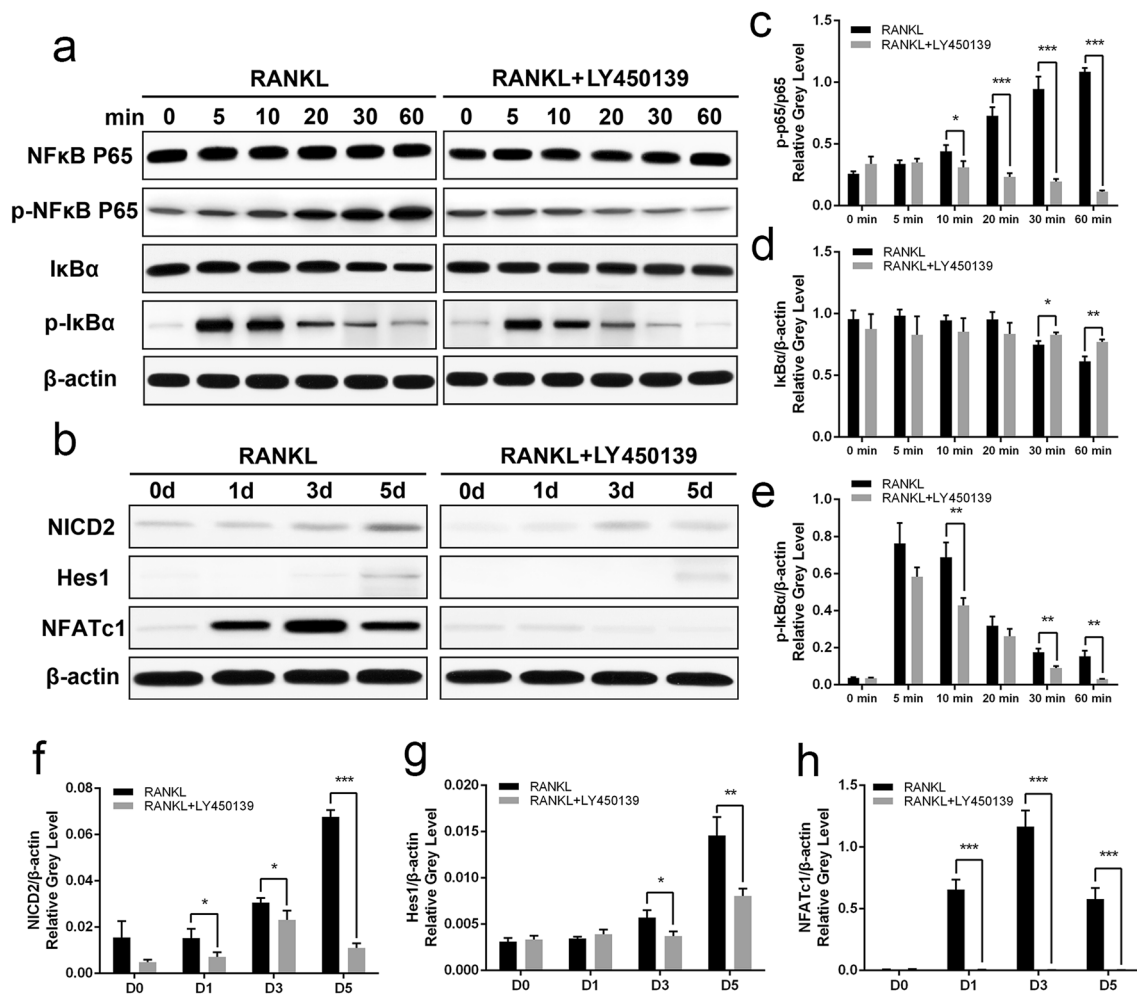 a
RANKL RANKL+LY450139
min 0 5 10 20 30 60 0 5 10 20 30 60
NFκB P65
p-NFκB P65
IκBα
p-IκBα
β-actin
b
RANKL RANKL+LY450139
0d 1d 3d 5d 0d 1d 3d 5d
NICD2
Hes1
NFATc1
β-actin
c
p-p65/p65
Relative Grey Level
1.5
1.0
0.5
0.0
RANKL
RANKL+LY450139
* *** *** ***
0 min 5 min 10 min 20 min 30 min 60 min
d
IκBα/β-actin
Relative Grey Level
1.5
1.0
0.5
0.0
RANKL
RANKL+LY450139
* **
0 min 5 min 10 min 20 min 30 min 60 min
e
p-IκBα/β-actin
Relative Grey Level
1.0
0.8
0.6
0.4
0.2
0.0
RANKL
RANKL+LY450139
** ** **
0 min 5 min 10 min 20 min 30 min 60 min
f
NICD2/β-actin
Relative Grey Level
0.08
0.06
0.04
0.02
0.00
RANKL
RANKL+LY450139
* * ***
D0 D1 D3 D5
g
Hes1/β-actin
Relative Grey Level
0.020
0.015
0.010
0.005
0.000
RANKL
RANKL+LY450139
* **
D0 D1 D3 D5
h
NFATc1/β-actin
Relative Grey Level
1.5
1.0
0.5
0.0
RANKL
RANKL+LY450139
*** *** ***
D0 D1 D3 D5